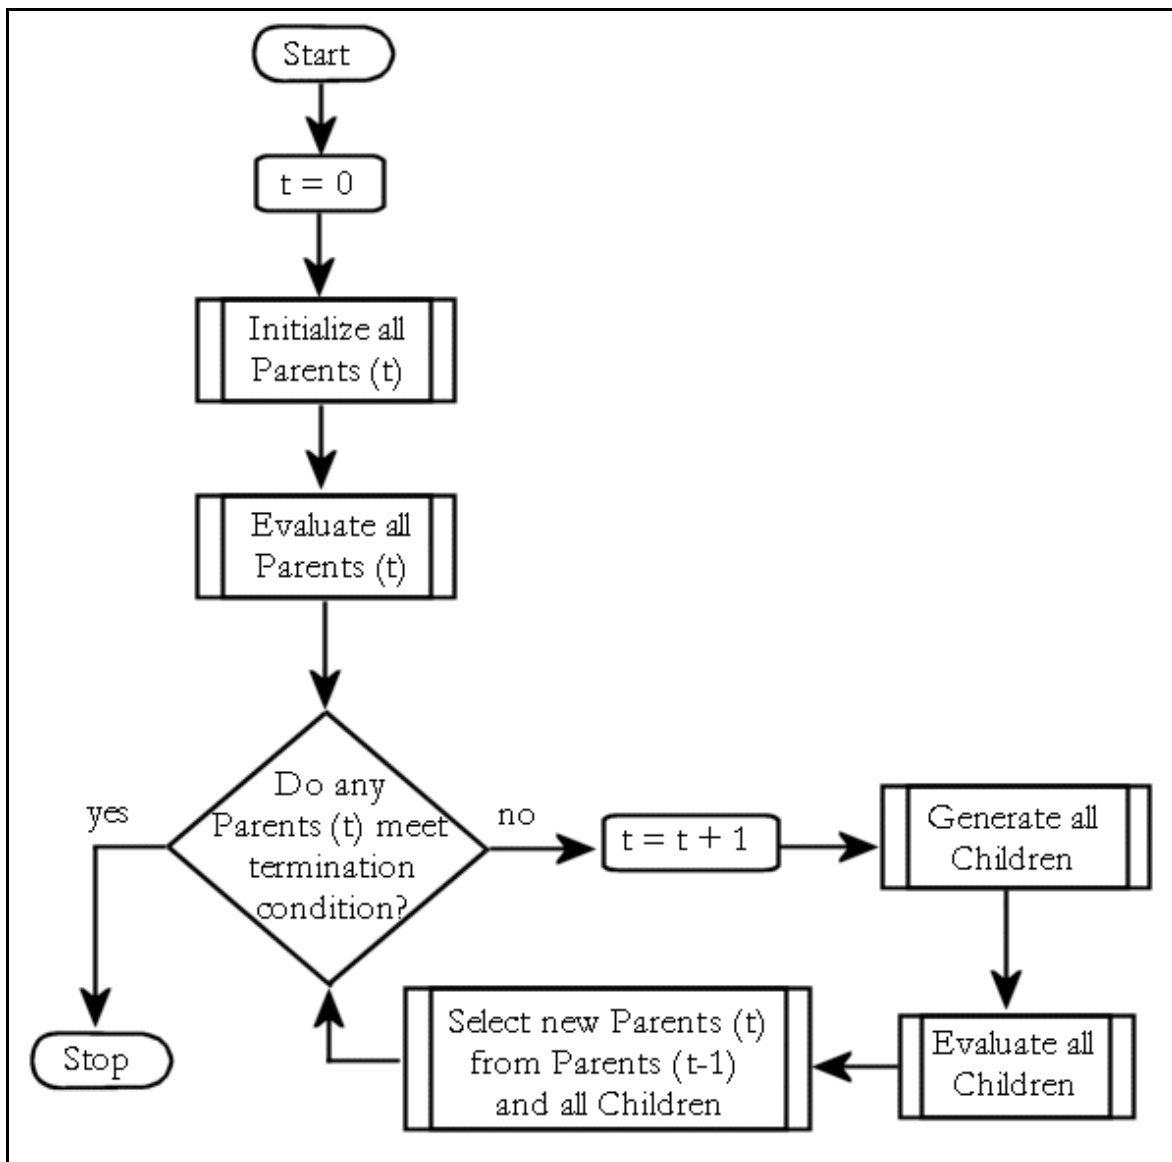 Start
t = 0
Initialize all
Parents (t)
Evaluate all
Parents (t)
Do any
Parents (t) meet
termination
condition?
yes
no
t = t + 1
Generate all
Children
Evaluate all
Children
Select new Parents (t)
from Parents (t-1)
and all Children
Stop